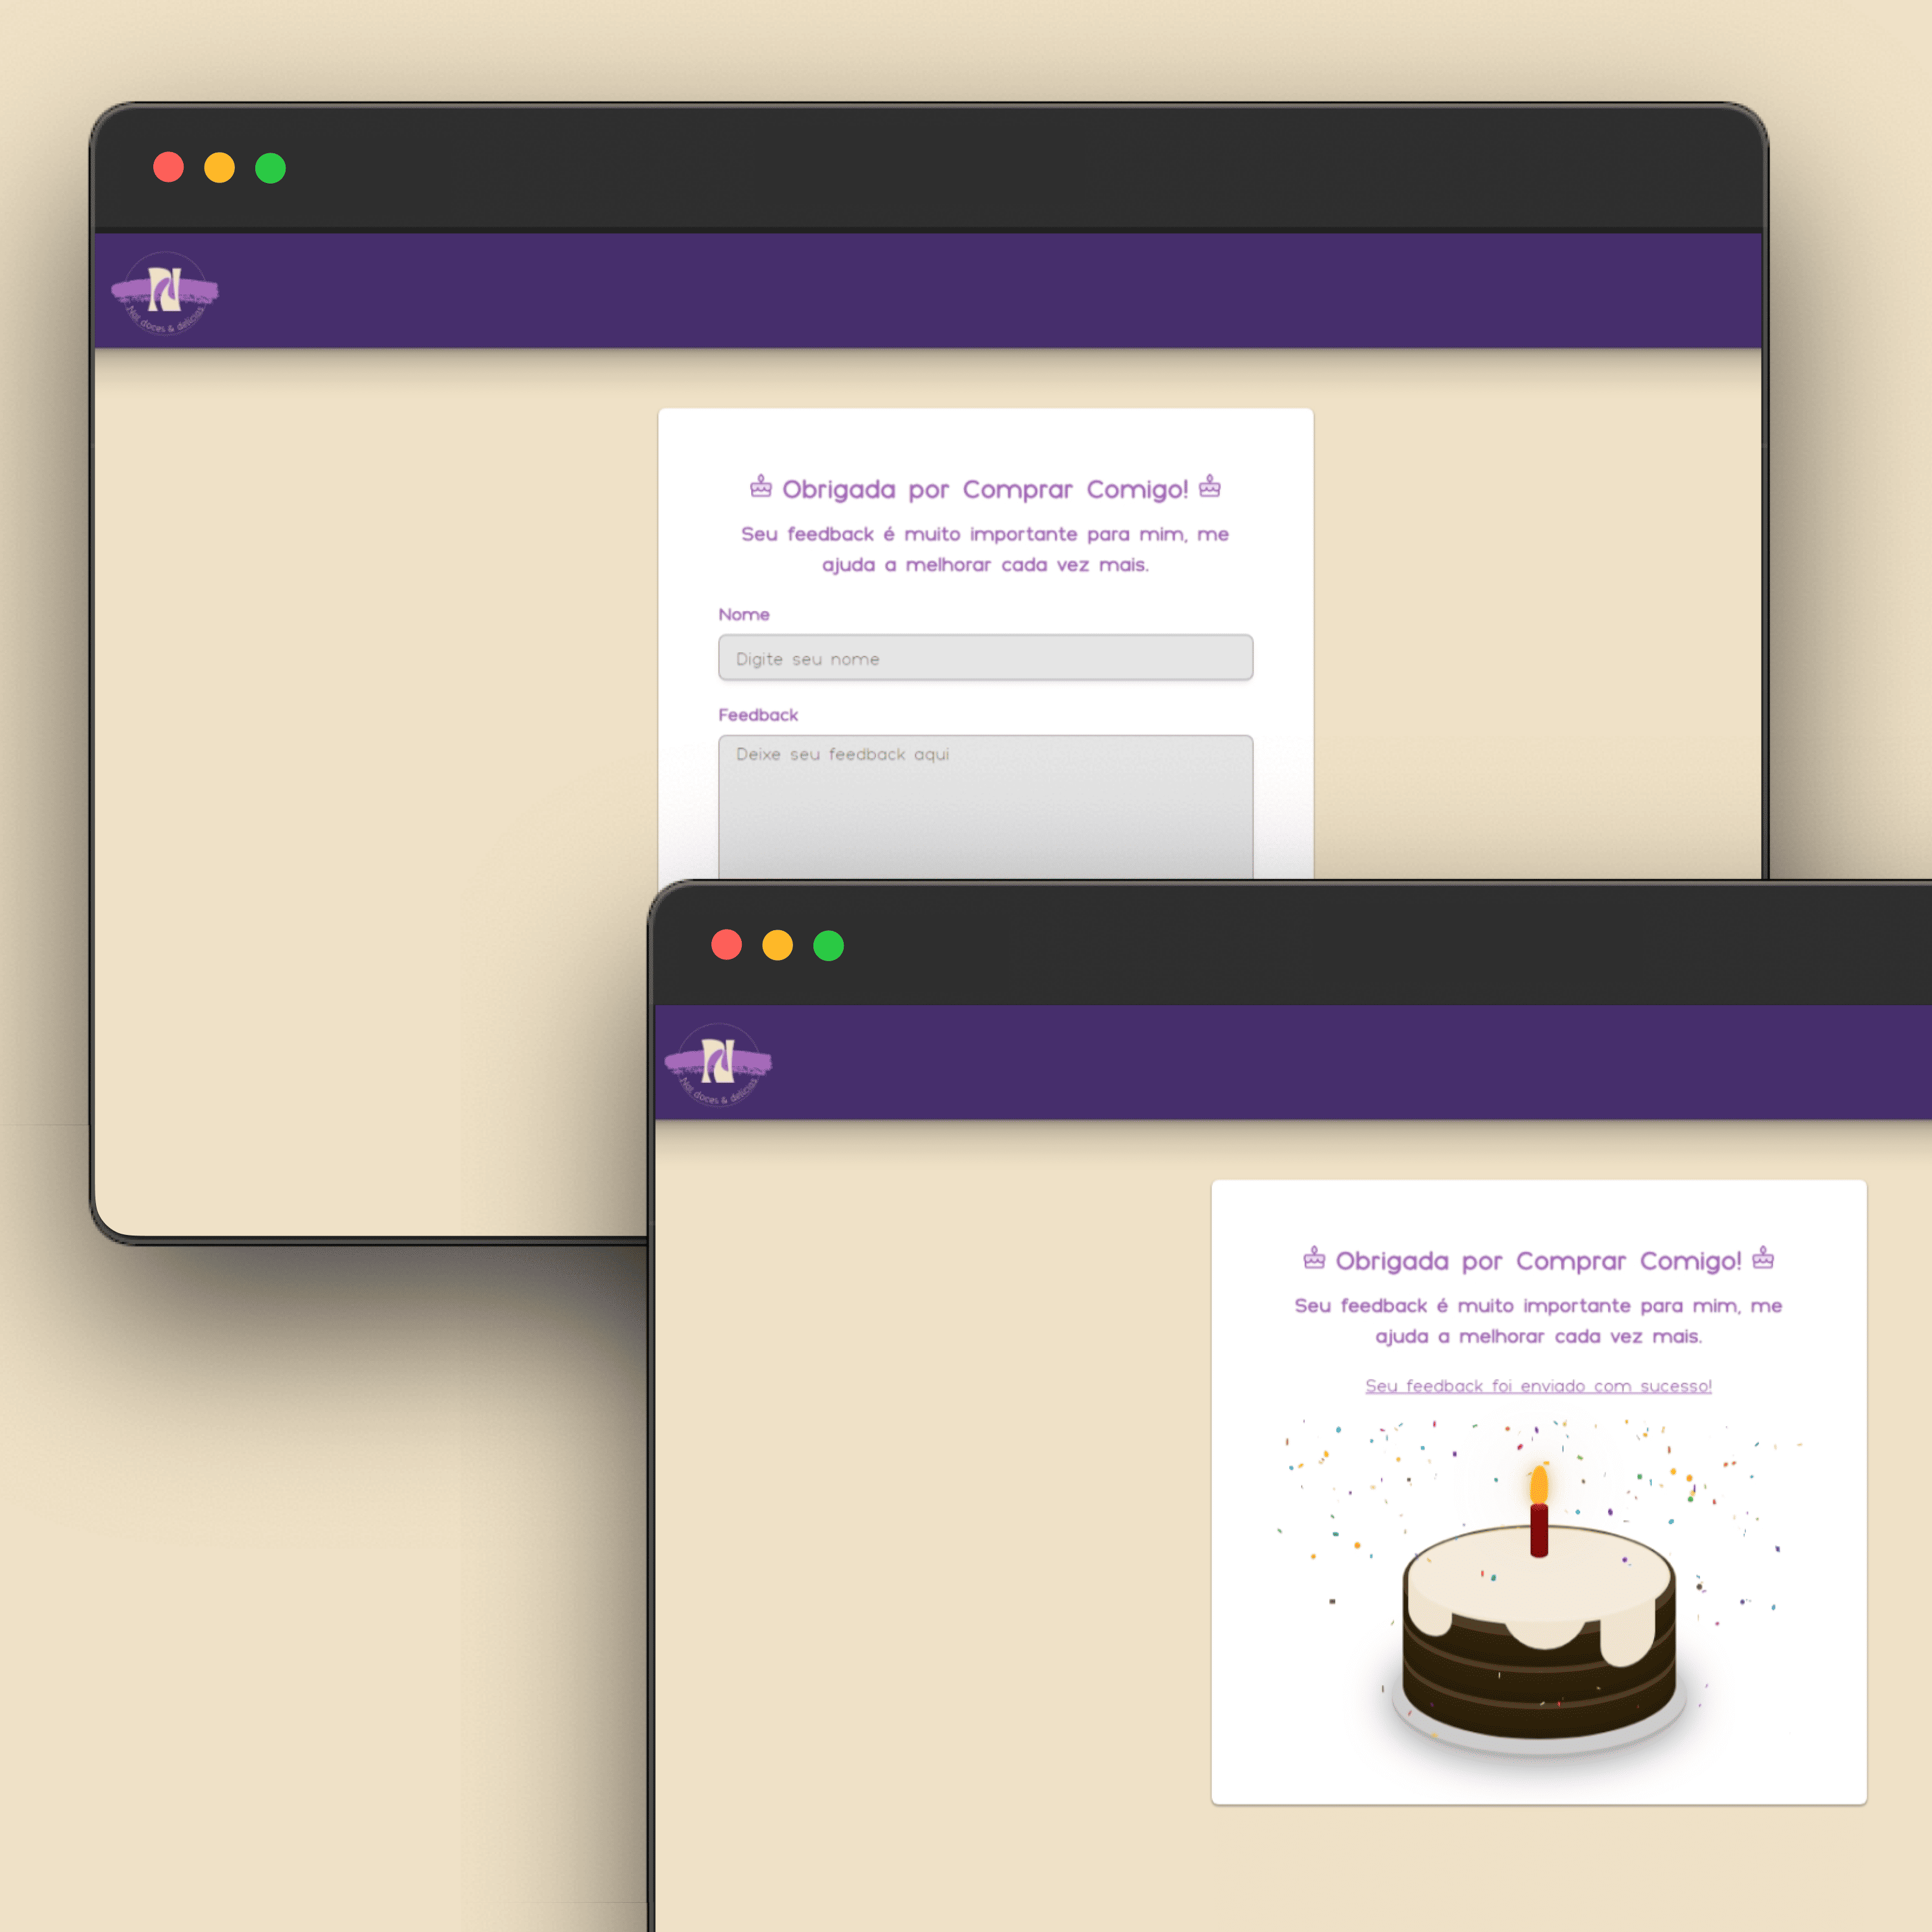 Nai, doces & delícias
Obrigada por Comprar Comigo!
Seu feedback é muito importante para mim, me
ajuda a melhorar cada vez mais.
Nome
Digite seu nome
Feedback
Deixe seu feedback aqui
doces & delícias
Obrigada por Comprar Comigo!
Seu feedback é muito importante para mim, me
ajuda a melhorar cada vez mais.
Seu feedback foi enviado com sucesso!